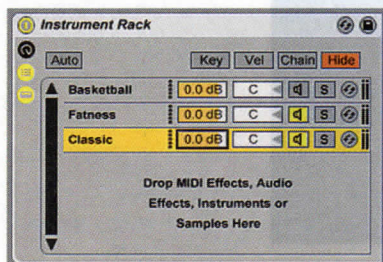 Instrument Rack
Auto Key Vel Chain Hide
Basketball 0.0 dB C S
Fatness 0.0 dB C S
Classic 0.0 dB C S
Drop MIDI Effects, Audio
Effects, Instruments or
Samples Here